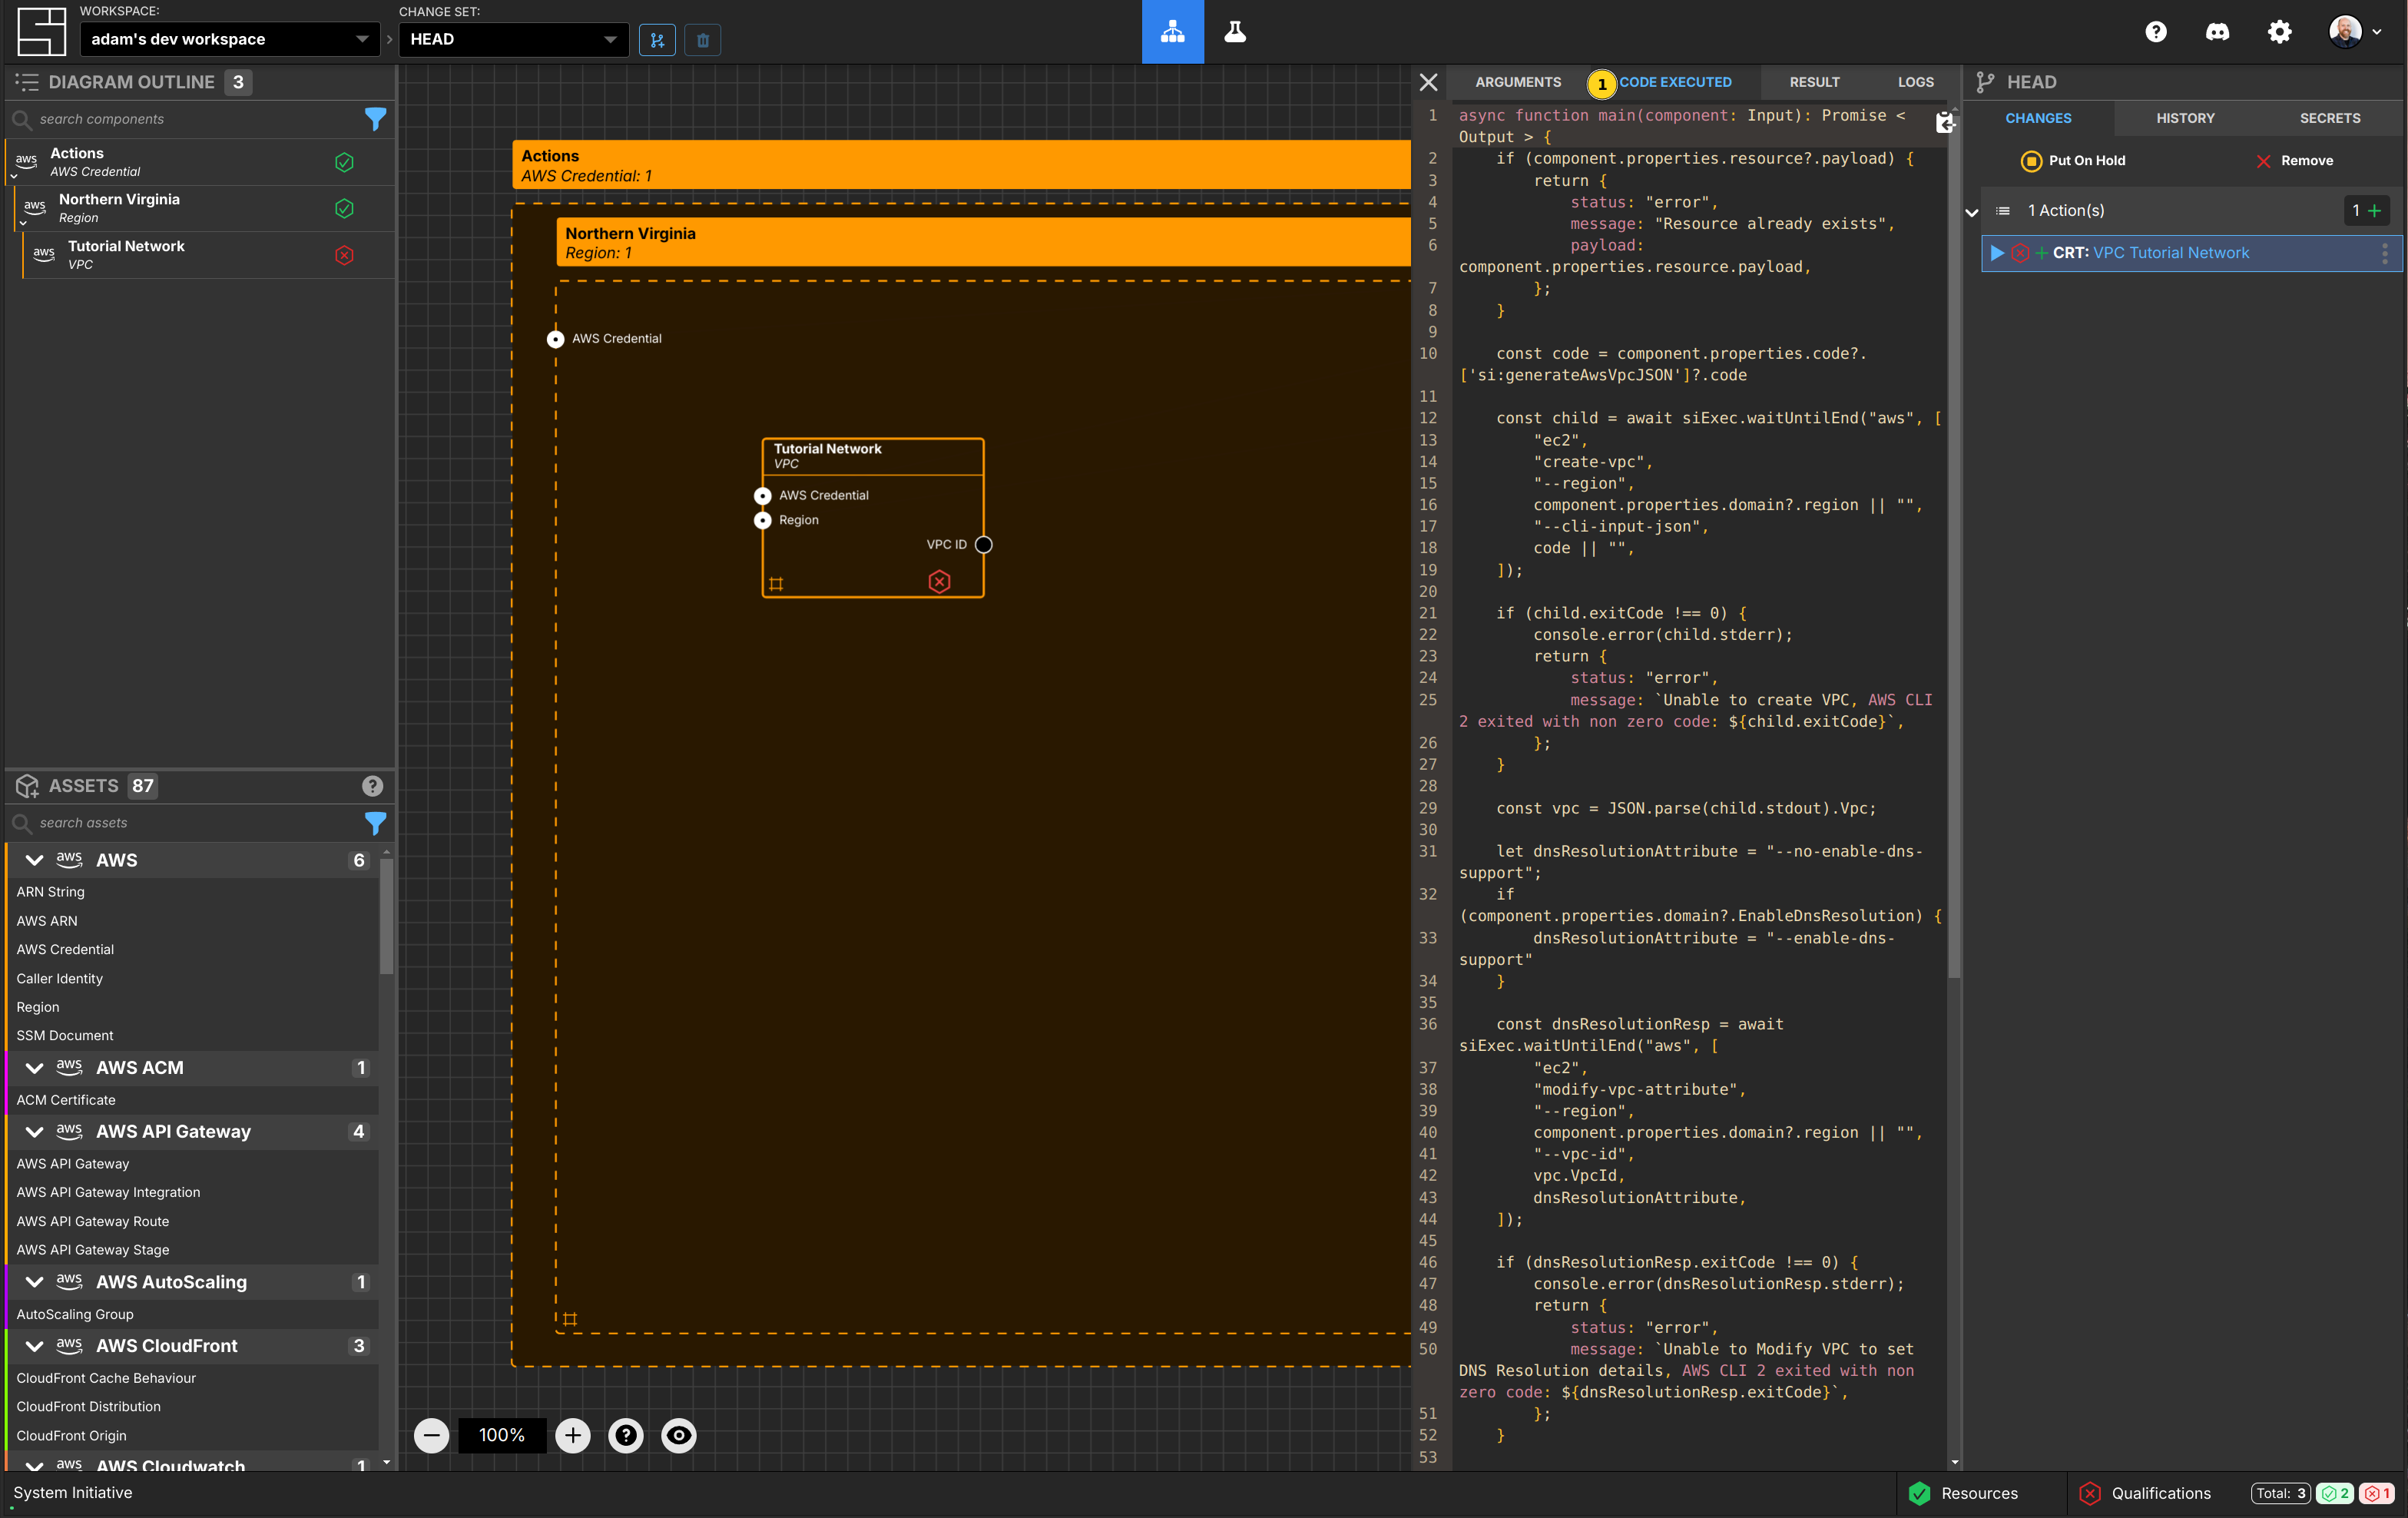 WORKSPACE:
adam's dev workspace
CHANGE SET:
HEAD
DIAGRAM OUTLINE 3
search components
aws
Actions
AWS Credential
aws
Northern Virginia
Region
aws
Tutorial Network
VPC
ASSETS 87
search assets
aws AWS 6
ARN String
AWS ARN
AWS Credential
Caller Identity
Region
SSM Document
aws AWS ACM 1
ACM Certificate
aws AWS API Gateway 4
AWS API Gateway
AWS API Gateway Integration
AWS API Gateway Route
AWS API Gateway Stage
aws AWS AutoScaling 1
AutoScaling Group
aws AWS CloudFront 3
CloudFront Cache Behaviour
CloudFront Distribution
CloudFront Origin
aws AWS Cloudwatch 1
Actions
AWS Credential: 1
Northern Virginia
Region: 1
AWS Credential
Tutorial Network
VPC
AWS Credential
Region
VPC ID
100%
ARGUMENTS
1 CODE EXECUTED
RESULT
LOGS
1 async function main(component: Input): Promise <
Output > {
2 if (component.properties.resource?.payload) {
3 return {
4 status: "error",
5 message: "Resource already exists",
6 payload:
component.properties.resource.payload,
7 };
8 }
9
10 const code = component.properties.code?.
['si:generateAwsVpcJSON']?.code
11
12 const child = await siExec.waitUntilEnd("aws", [
13 "ec2",
14 "create-vpc",
15 "--region",
16 component.properties.domain?.region || "",
17 "--cli-input-json",
18 code || "",
19 ]);
20
21 if (child.exitCode !== 0) {
22 console.error(child.stderr);
23 return {
24 status: "error",
25 message: `Unable to create VPC, AWS CLI
2 exited with non zero code: ${child.exitCode}`,
26 };
27 }
28
29 const vpc = JSON.parse(child.stdout).Vpc;
30
31 let dnsResolutionAttribute = "--no-enable-dns-
support";
32 if
(component.properties.domain?.EnableDnsResolution) {
33 dnsResolutionAttribute = "--enable-dns-
support"
34 }
35
36 const dnsResolutionResp = await
siExec.waitUntilEnd("aws", [
37 "ec2",
38 "modify-vpc-attribute",
39 "--region",
40 component.properties.domain?.region || "",
41 "--vpc-id",
42 vpc.VpcId,
43 dnsResolutionAttribute,
44 ]);
45
46 if (dnsResolutionResp.exitCode !== 0) {
47 console.error(dnsResolutionResp.stderr);
48 return {
49 status: "error",
50 message: `Unable to Modify VPC to set
DNS Resolution details, AWS CLI 2 exited with non
zero code: ${dnsResolutionResp.exitCode}`,
51 };
52 }
53
HEAD
CHANGES
HISTORY
SECRETS
Put On Hold
Remove
1 Action(s)
1 +
+ CRT: VPC Tutorial Network
System Initiative
Resources
Qualifications
Total: 3
2
1